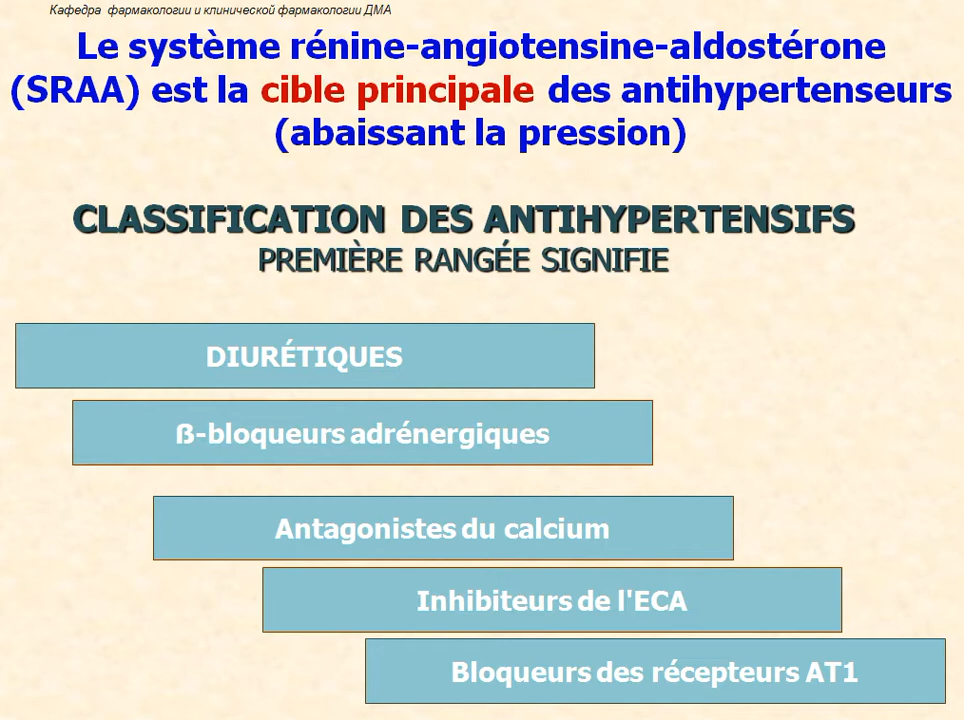 Кафедра фармакологии и клинической фармакологии ДМА
Le système rénine-angiotensine-aldostérone
(SRAA) est la cible principale des antihypertenseurs
(abaissant la pression)
CLASSIFICATION DES ANTIHYPERTENSIFS
PREMIÈRE RANGÉE SIGNIFIE
DIURÉTIQUES
ß-bloqueurs adrénergiques
Antagonistes du calcium
Inhibiteurs de l'ECA
Bloqueurs des récepteurs AT1